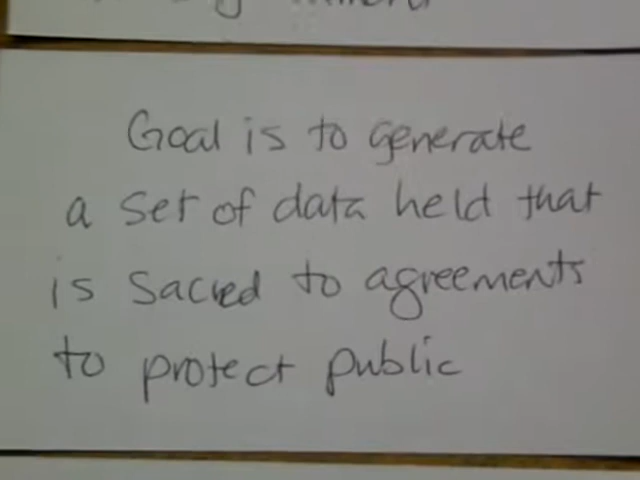 Goal is to generate
a set of data held that
is sacred to agreements
to protect public